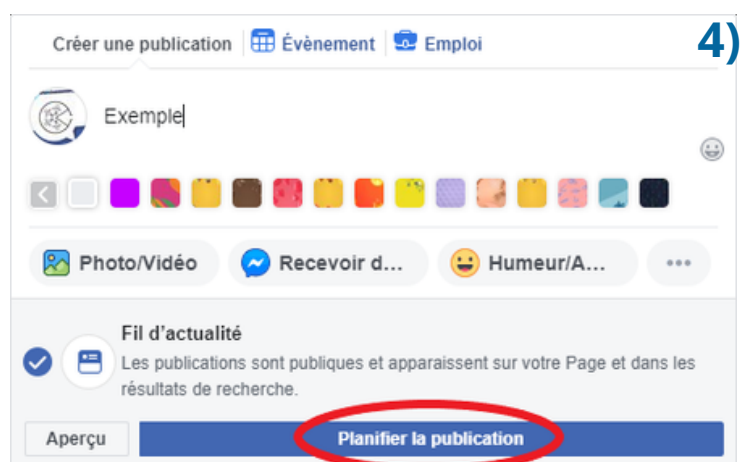 Créer une publication Évènement Emploi 4)
Exemple
Photo/Vidéo Recevoir d... Humeur/A... ...
Fil d'actualité
Les publications sont publiques et apparaissent sur votre Page et dans les
résultats de recherche.
Aperçu Planifier la publication